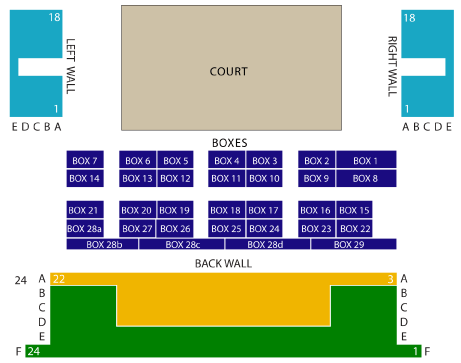 18 18
LEFT WALL
COURT
RIGHT WALL
1 1
E D C B A
A B C D E
BOXES
BOX 7 BOX 6 BOX 5 BOX 4 BOX 3 BOX 2 BOX 1
BOX 14 BOX 13 BOX 12 BOX 11 BOX 10 BOX 9 BOX 8
BOX 21 BOX 20 BOX 19 BOX 18 BOX 17 BOX 16 BOX 15
BOX 28a BOX 27 BOX 26 BOX 25 BOX 24 BOX 23 BOX 22
BOX 28b BOX 28c BOX 28d BOX 29
BACK WALL
24 A 22 3 A
B B
C C
D D
E E
F 24 1 F